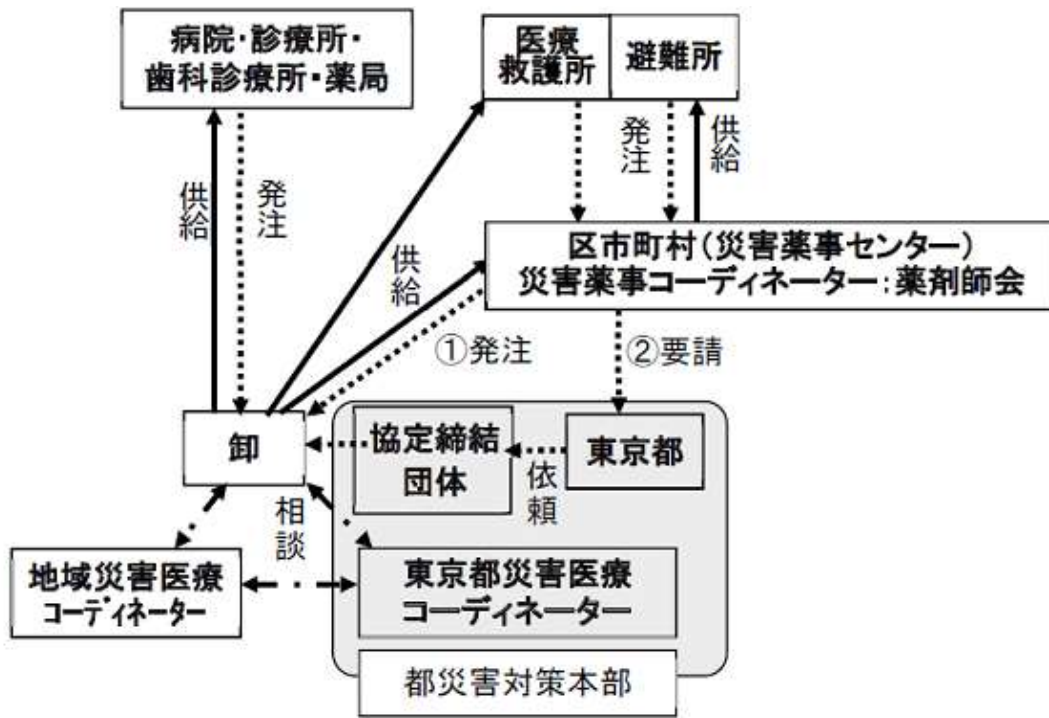 病院・診療所・
歯科診療所・薬局
医療
救護所
避難所
供給
発注
発注
供給
供給
区市町村(災害薬事センター)
災害薬事コーディネーター:薬剤師会
①発注
②要請
卸
協定締結
団体
依頼
東京都
相談
地域災害医療
コーディネーター
東京都災害医療
コーディネーター
都災害対策本部